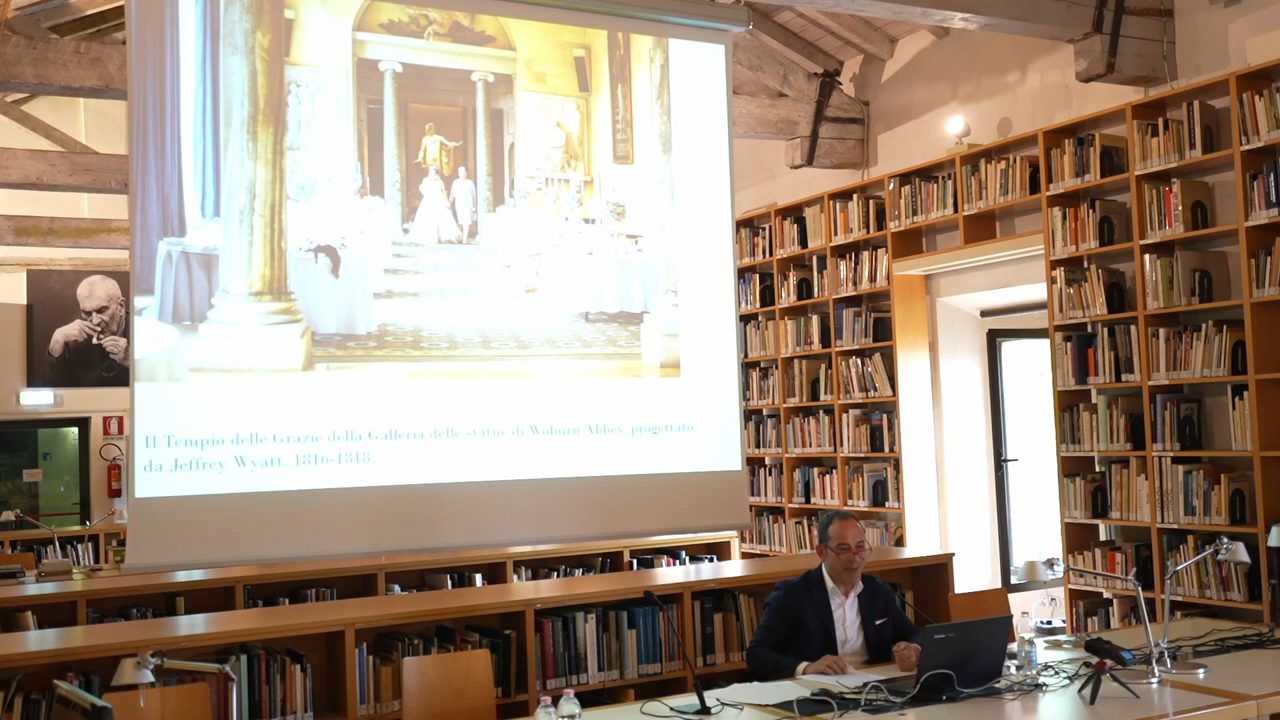 Il Tempio delle Grazie della Galleria delle statue di Woburn Abbey, progettato
da Jeffrey Wyatt, 1816-1818.